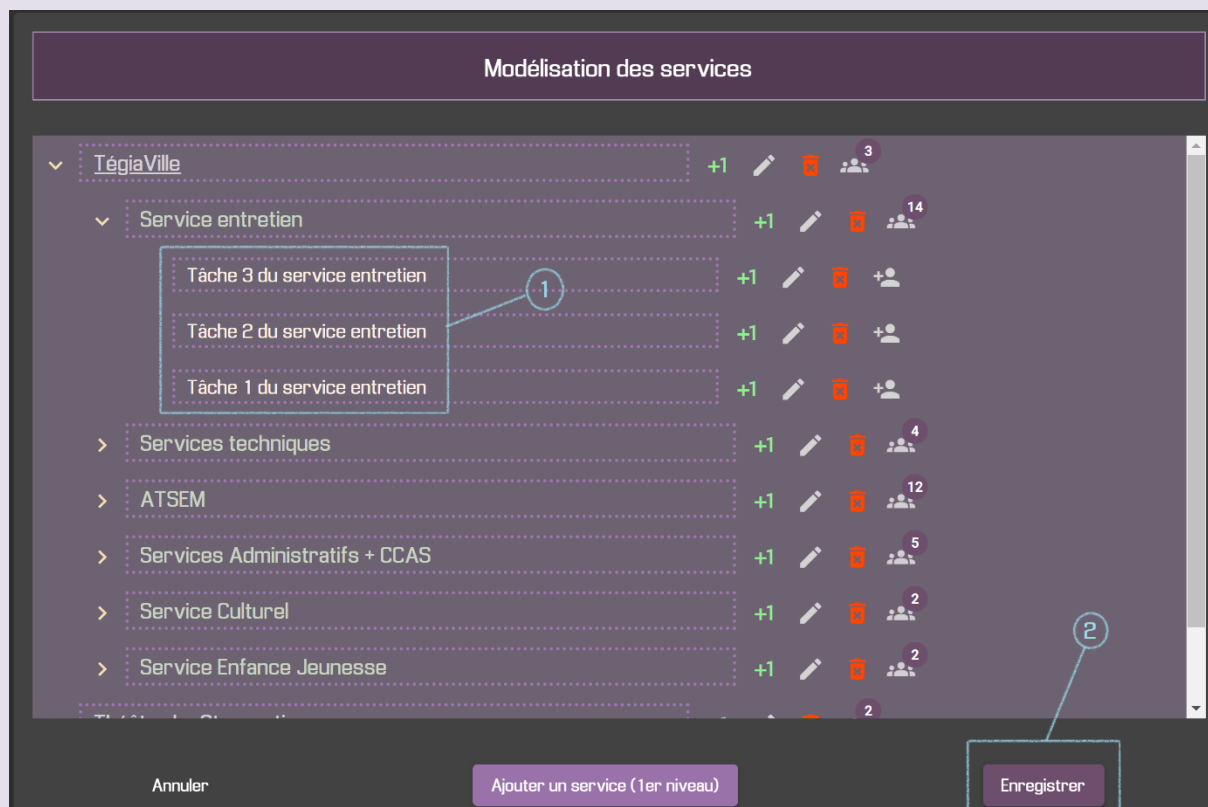 Modélisation des services
TégiaVille +1 3
Service entretien +1 14
Tâche 3 du service entretien +1
1
Tâche 2 du service entretien +1
Tâche 1 du service entretien +1
Services techniques +1 4
ATSEM +1 12
Services Administratifs + CCAS +1 5
Service Culturel +1 2
2
Service Enfance Jeunesse +1 2
2
Annuler Ajouter un service (1er niveau) Enregistrer